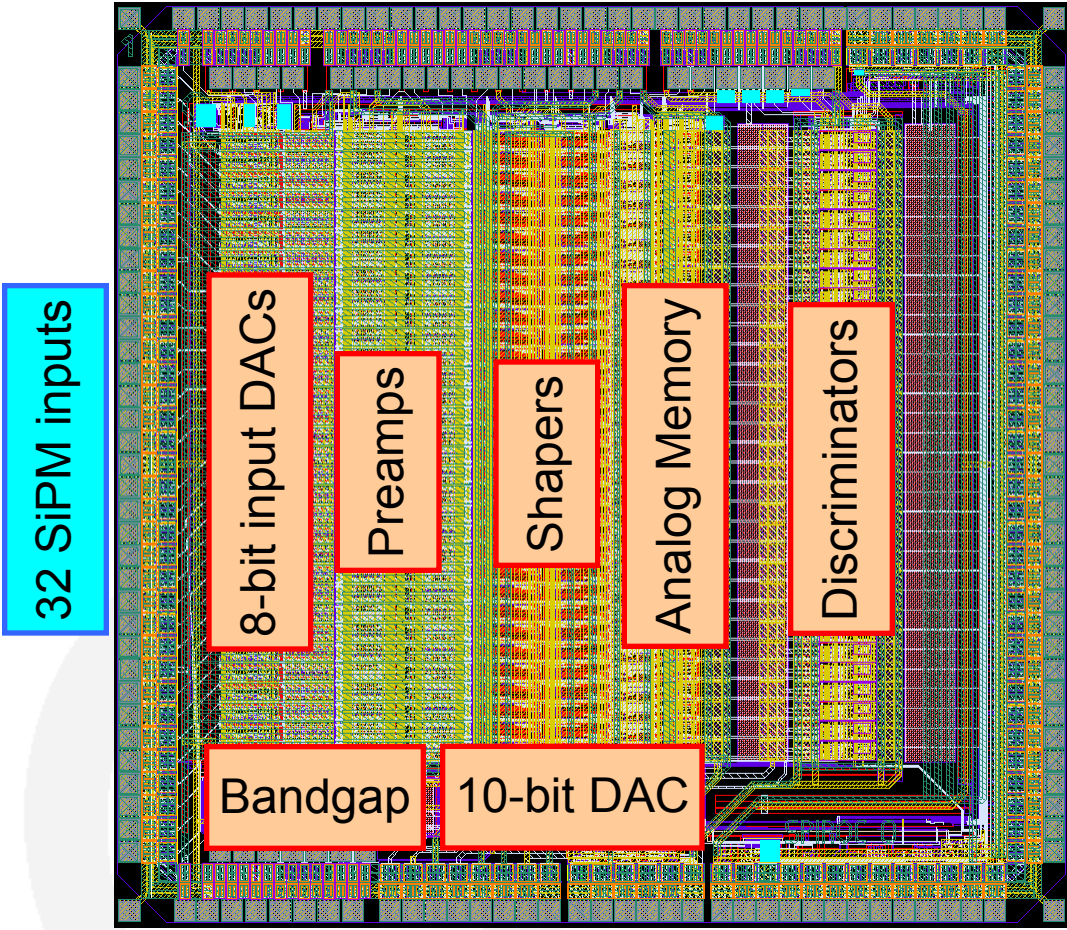 32 SiPM inputs
8-bit input DACs
Preamps
Shapers
Analog Memory
Discriminators
Bandgap
10-bit DAC